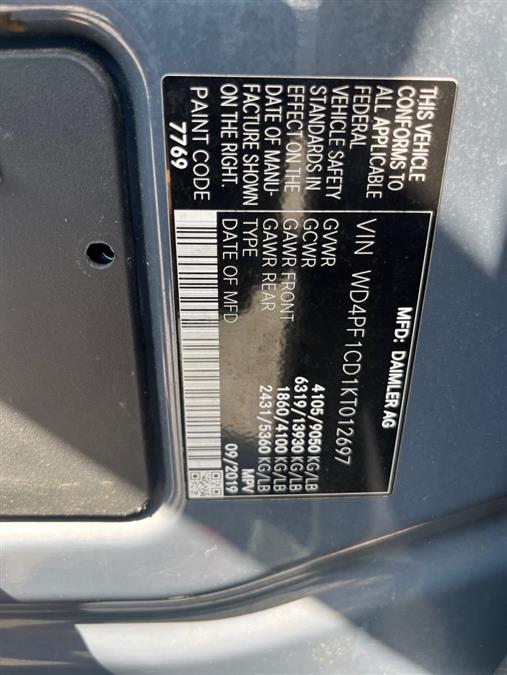 MFD: DAIMLER AG
THIS VEHICLE
CONFORMS TO
ALL APPLICABLE
FEDERAL
VEHICLE SAFETY
STANDARDS IN
EFFECT ON THE
DATE OF MANU-
FACTURE SHOWN
ON THE RIGHT.
PAINT CODE
7769
VIN WD4PF1CD1KT012697
GVWR 4105/9050 KG/LB
GCWR 6319/13930 KG/LB
GAWR FRONT 1860/4100 KG/LB
GAWR REAR 2431/5360 KG/LB
TYPE MPV
DATE OF MFD 09/2019